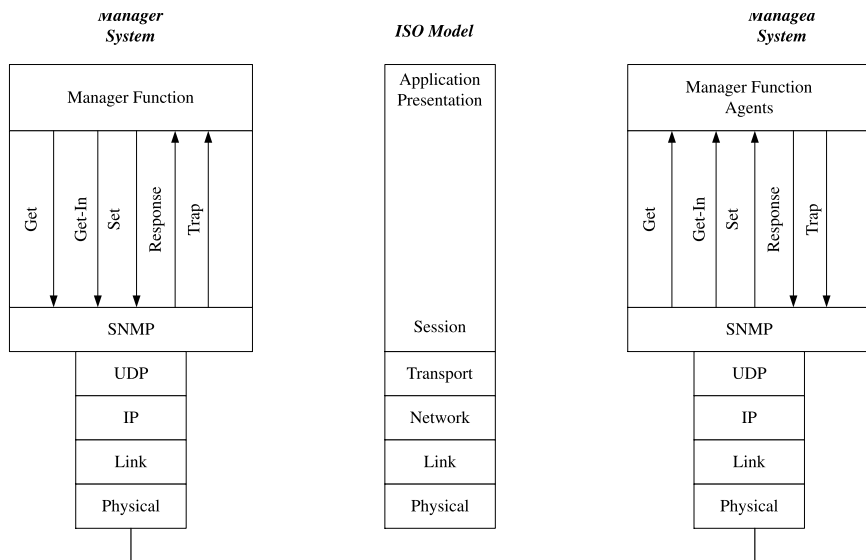 Manager
System
ISO Model
Managed
System
Manager Function
Get
Get-In
Set
Response
Trap
SNMP
UDP
IP
Link
Physical
Application
Presentation
Session
Transport
Network
Link
Physical
Manager Function
Agents
Get
Get-In
Set
Response
Trap
SNMP
UDP
IP
Link
Physical